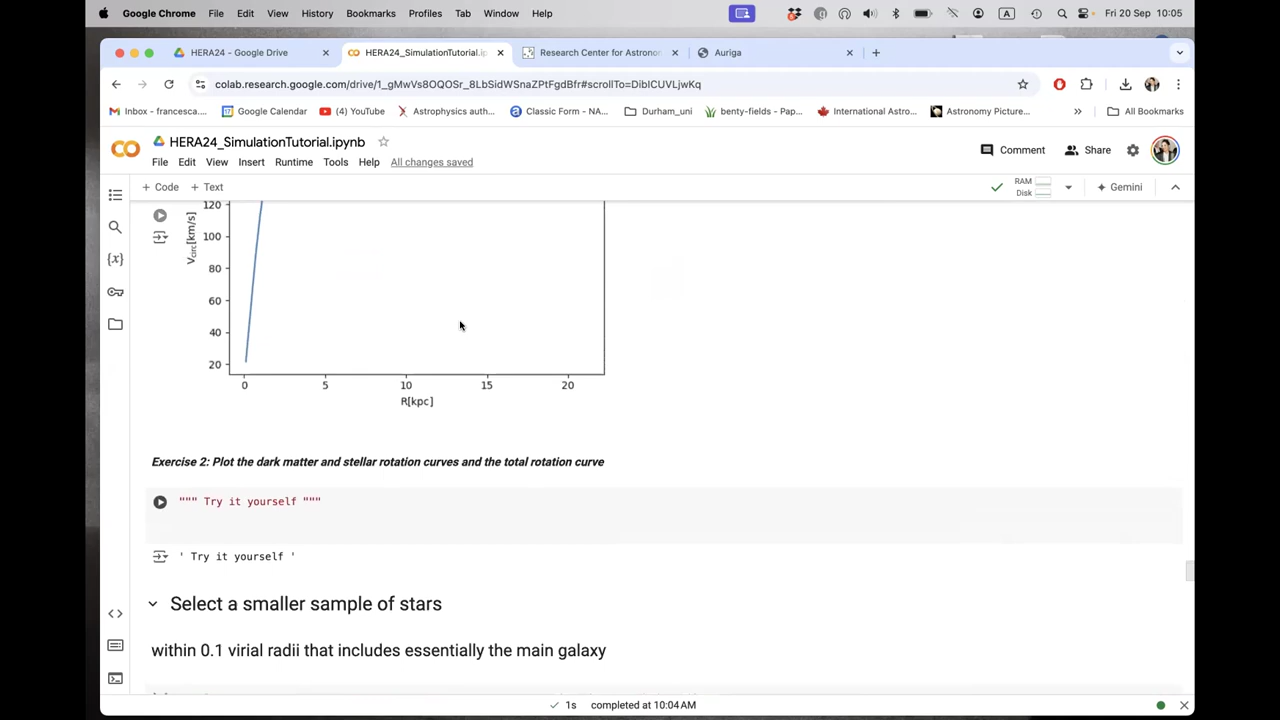 Google Chrome File Edit View History Bookmarks Profiles Tab Window Help A Fri 20 Sep 10:05
HERA24 - Google Drive HERA24_SimulationTutorial.ip Research Center for Astronon Auriga
colab.research.google.com/drive/1_gMwVs8OQOSr_8LbSidWSnaZPtFgdBfr#scrollTo=DiblCUVLjwKq
Inbox - francesca.... Google Calendar (4) YouTube Astrophysics auth... Classic Form - NA... Durham_uni benty-fields - Pap... International Astro... Astronomy Picture... » All Bookmarks
HERA24_SimulationTutorial.ipynb
File Edit View Insert Runtime Tools Help All changes saved
Comment Share
+ Code + Text
RAM
Disk
Gemini
{x}
120
100
80
60
40
20
Vcirc[km/s]
0 5 10 15 20
R[kpc]
Exercise 2: Plot the dark matter and stellar rotation curves and the total rotation curve
""" Try it yourself """
' Try it yourself '
Select a smaller sample of stars
within 0.1 virial radii that includes essentially the main galaxy
1s completed at 10:04 AM